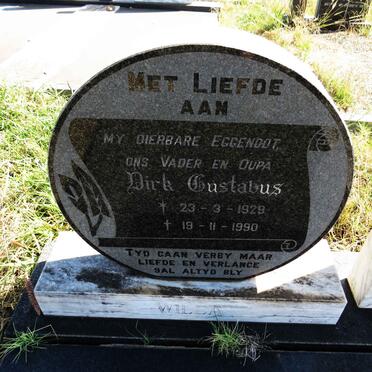 MET LIEFDE
AAN
MY DIERBARE EGGENOOT,
ONS VADER EN OUPA
Dirk Gustavus
* 23 - 3 - 1929
† 19 - 11 - 1990
TYD GAAN VERBY MAAR
LIEFDE EN VERLANGE
SAL ALTYD BLY